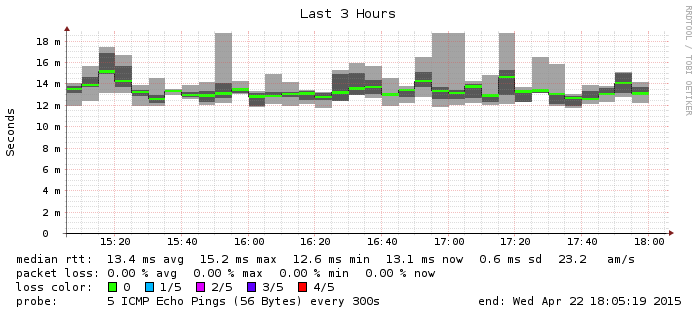 Last 3 Hours
RRDTOOL / TOBI OETIKER
Seconds
18 m
16 m
14 m
12 m
10 m
8 m
6 m
4 m
2 m
0
15:20 15:40 16:00 16:20 16:40 17:00 17:20 17:40 18:00
median rtt: 13.4 ms avg 15.2 ms max 12.6 ms min 13.1 ms now 0.6 ms sd 23.2 am/s
packet loss: 0.00 % avg 0.00 % max 0.00 % min 0.00 % now
loss color: 0 1/5 2/5 3/5 4/5
probe: 5 ICMP Echo Pings (56 Bytes) every 300s end: Wed Apr 22 18:05:19 2015